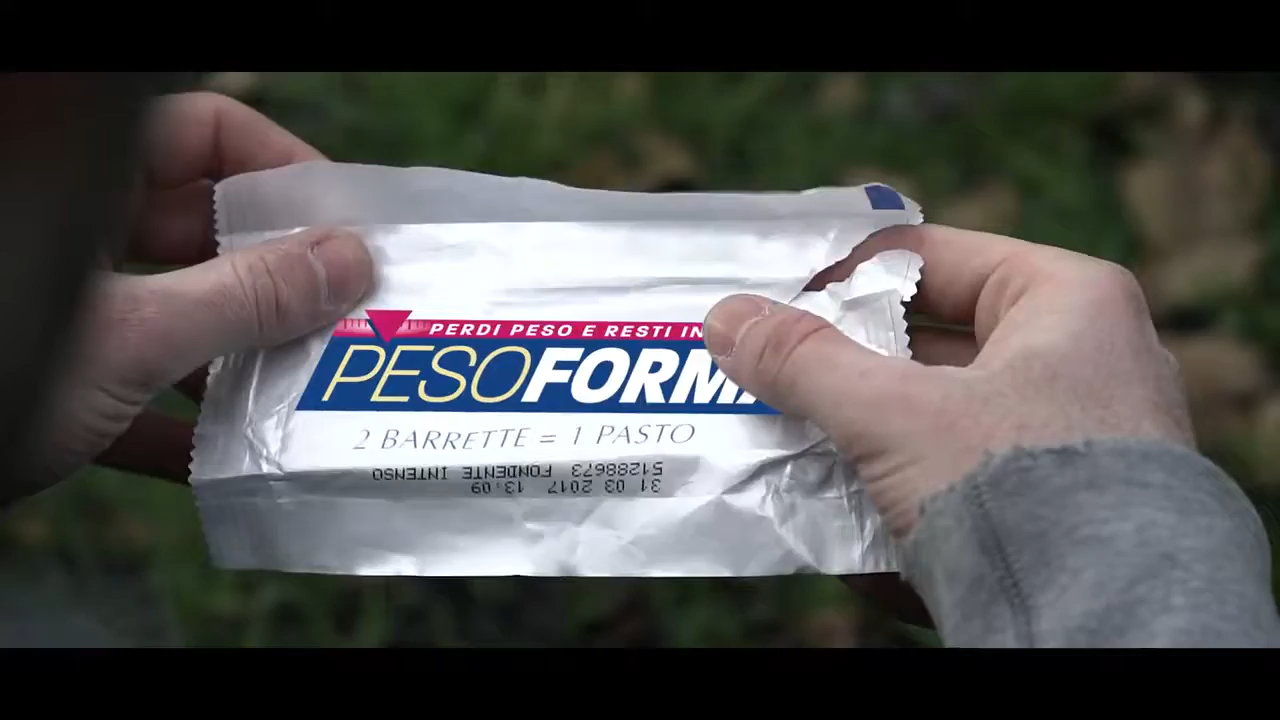 PERDI PESO E RESTI IN
PESOFORM
2 BARRETTE = 1 PASTO
31 03 2017 13:09
51288673 FONDENTE INTENSO